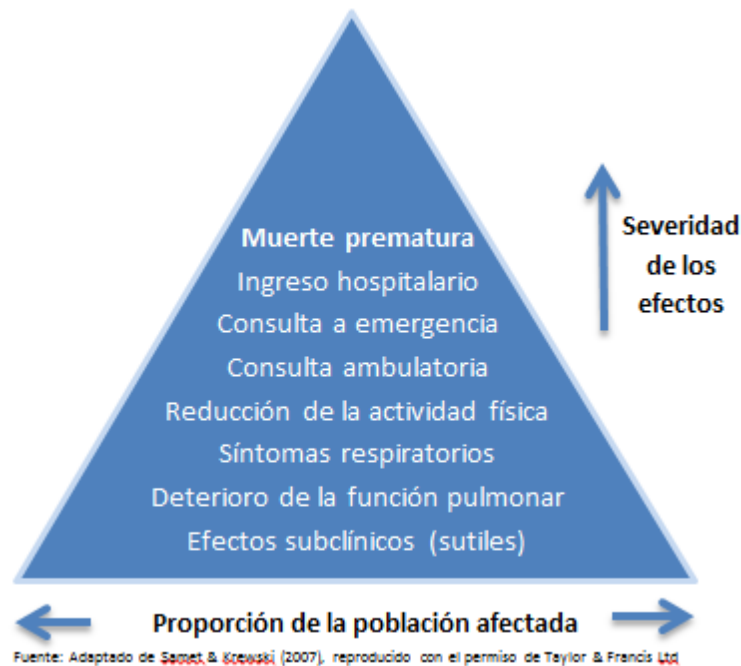 Muerte prematura
Ingreso hospitalario
Consulta a emergencia
Consulta ambulatoria
Reducción de la actividad física
Síntomas respiratorios
Deterioro de la función pulmonar
Efectos subclínicos (sutiles)
Severidad
de los
efectos
Proporción de la población afectada
Fuente: Adaptado de Samet & Krewski (2007), reproducido con el permiso de Taylor & Francis Ltd